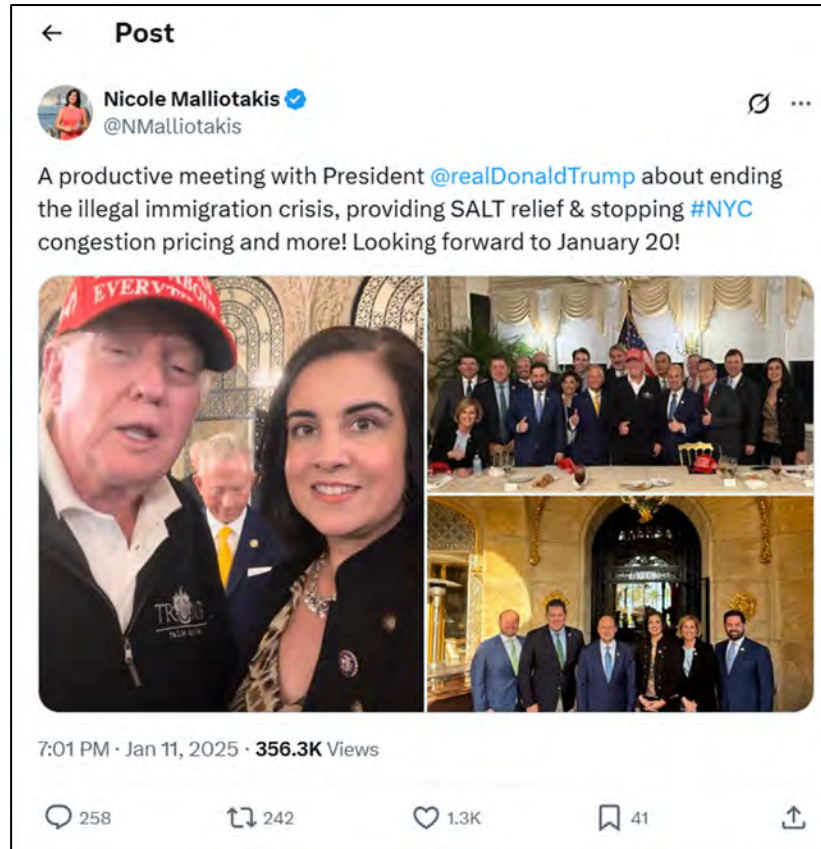 Post
Nicole Malliotakis
@NMalliotakis
A productive meeting with President @realDonaldTrump about ending
the illegal immigration crisis, providing SALT relief & stopping #NYC
congestion pricing and more! Looking forward to January 20!
EVERYTHING
TRUMP
7:01 PM · Jan 11, 2025 · 356.3K Views
258 242 1.3K 41